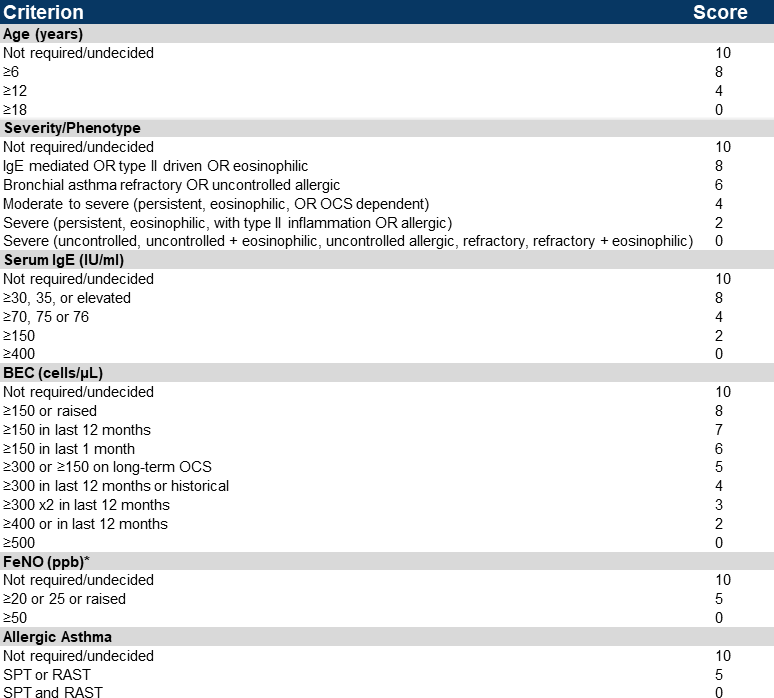 Criterion Score
Age (years)
Not required/undecided 10
≥6 8
≥12 4
≥18 0
Severity/Phenotype
Not required/undecided 10
IgE mediated OR type II driven OR eosinophilic 8
Bronchial asthma refractory OR uncontrolled allergic 6
Moderate to severe (persistent, eosinophilic, OR OCS dependent) 4
Severe (persistent, eosinophilic, with type II inflammation OR allergic) 2
Severe (uncontrolled, uncontrolled + eosinophilic, uncontrolled allergic, refractory, refractory + eosinophilic) 0
Serum IgE (IU/ml)
Not required/undecided 10
≥30, 35, or elevated 8
≥70, 75 or 76 4
≥150 2
≥400 0
BEC (cells/µL)
Not required/undecided 10
≥150 or raised 8
≥150 in last 12 months 7
≥150 in last 1 month 6
≥300 or ≥150 on long-term OCS 5
≥300 in last 12 months or historical 4
≥300 x2 in last 12 months 3
≥400 or in last 12 months 2
≥500 0
FeNO (ppb)*
Not required/undecided 10
≥20 or 25 or raised 5
≥50 0
Allergic Asthma
Not required/undecided 10
SPT or RAST 5
SPT and RAST 0